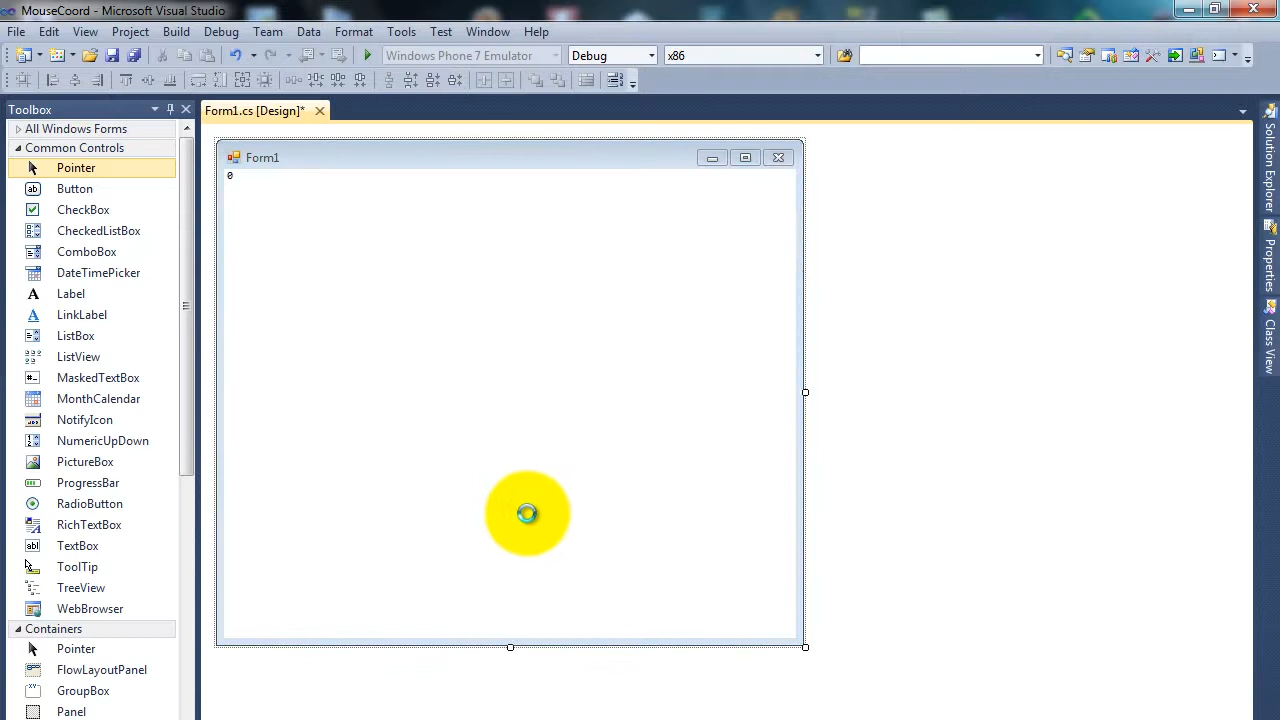 MouseCoord - Microsoft Visual Studio
File Edit View Project Build Debug Team Data Format Tools Test Window Help
Windows Phone 7 Emulator Debug x86
Toolbox
Form1.cs [Design]*
All Windows Forms
Common Controls
Pointer
Button
CheckBox
CheckedListBox
ComboBox
DateTimePicker
Label
LinkLabel
ListBox
ListView
MaskedTextBox
MonthCalendar
NotifyIcon
NumericUpDown
PictureBox
ProgressBar
RadioButton
RichTextBox
TextBox
ToolTip
TreeView
WebBrowser
Containers
Pointer
FlowLayoutPanel
GroupBox
Panel
Form1
0
Solution Explorer
Properties
Class View